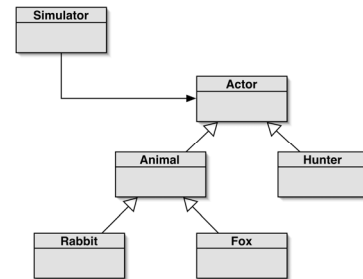 Simulator
Actor
Animal
Hunter
Rabbit
Fox